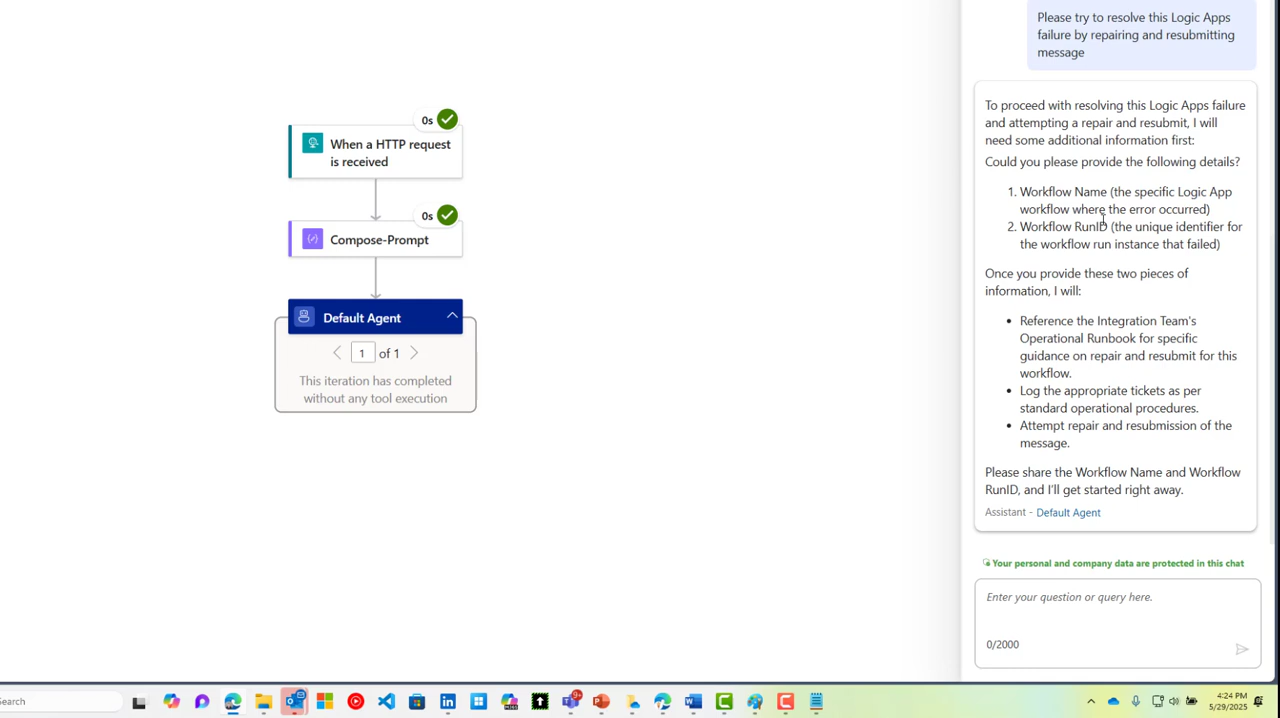 Please try to resolve this Logic Apps
failure by repairing and resubmitting
message
0s
When a HTTP request
is received
0s
Compose-Prompt
Default Agent
1 of 1
This iteration has completed
without any tool execution
To proceed with resolving this Logic Apps failure
and attempting a repair and resubmit, I will
need some additional information first:
Could you please provide the following details?
1. Workflow Name (the specific Logic App
workflow where the error occurred)
2. Workflow RunID (the unique identifier for
the workflow run instance that failed)
Once you provide these two pieces of
information, I will:
• Reference the Integration Team's
Operational Runbook for specific
guidance on repair and resubmit for this
workflow.
• Log the appropriate tickets as per
standard operational procedures.
• Attempt repair and resubmission of the
message.
Please share the Workflow Name and Workflow
RunID, and I'll get started right away.
Assistant - Default Agent
Your personal and company data are protected in this chat
Enter your question or query here.
0/2000
Search
9+
4:24 PM
5/29/2025